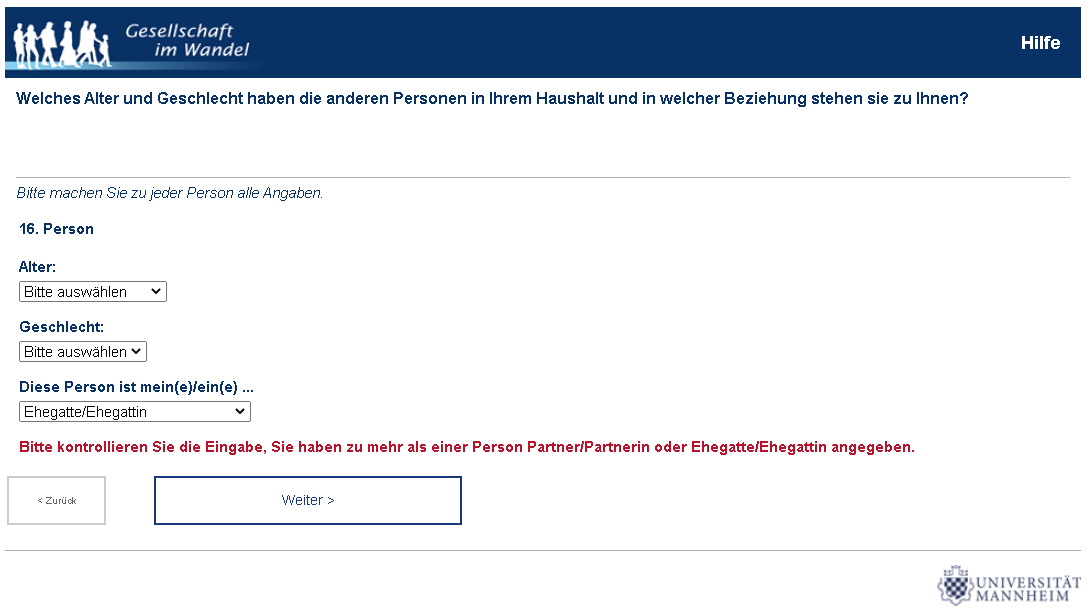 Gesellschaft
im Wandel
Hilfe
Welches Alter und Geschlecht haben die anderen Personen in Ihrem Haushalt und in welcher Beziehung stehen sie zu Ihnen?
Bitte machen Sie zu jeder Person alle Angaben.
16. Person
Alter:
Bitte auswählen
Geschlecht:
Bitte auswählen
Diese Person ist mein(e)/ein(e) ...
Ehegatte/Ehegattin
Bitte kontrollieren Sie die Eingabe, Sie haben zu mehr als einer Person Partner/Partnerin oder Ehegatte/Ehegattin angegeben.
< Zurück
Weiter >
UNIVERSITÄT
MANNHEIM